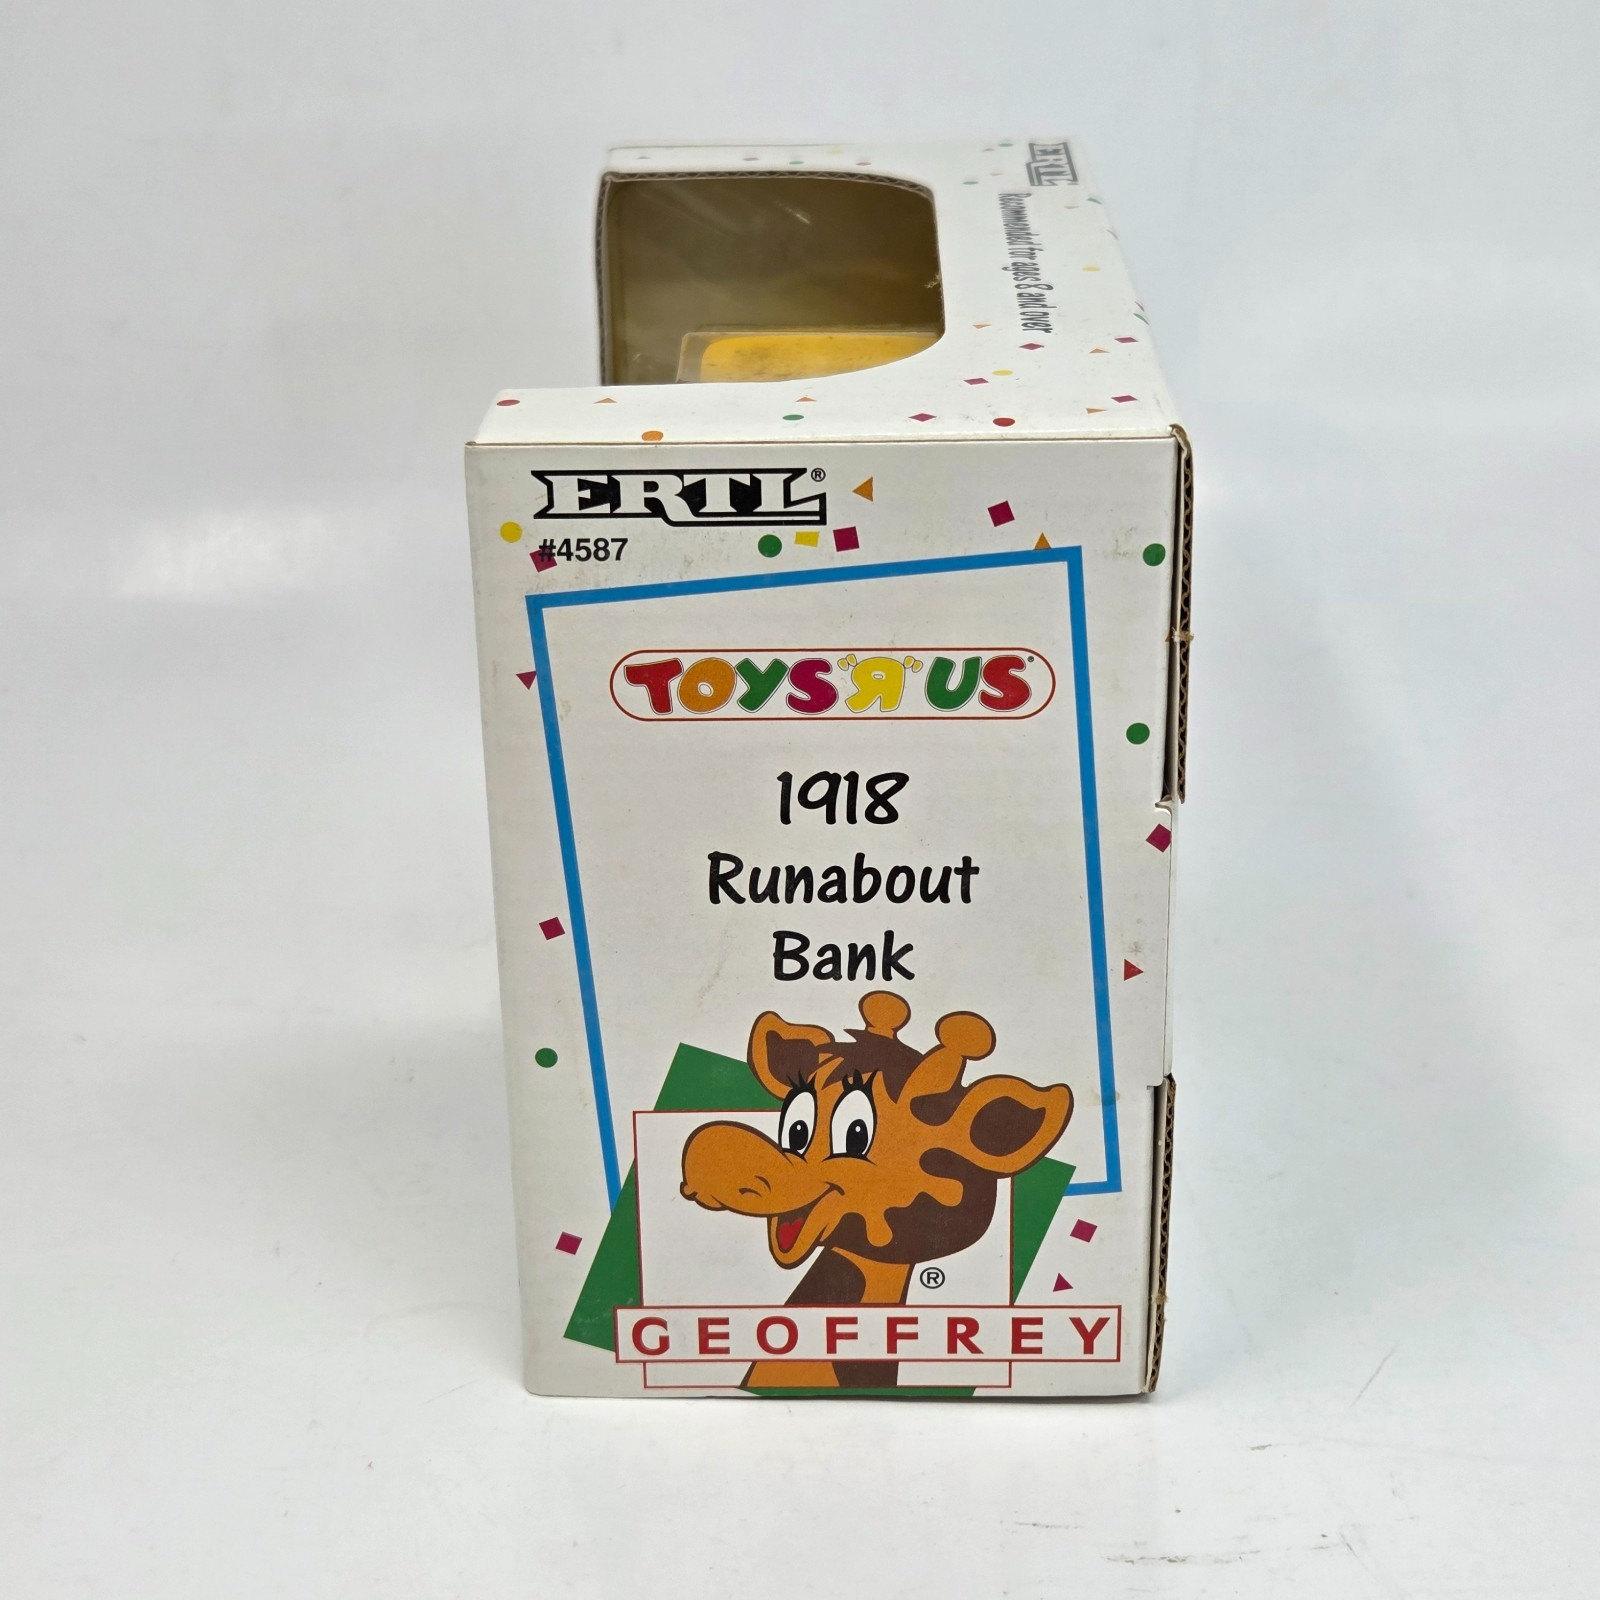 ERTL
Recommended for ages 8 and over
ERTL®
#4587
TOYS"Я"US®
1918
Runabout
Bank
®
GEOFFREY